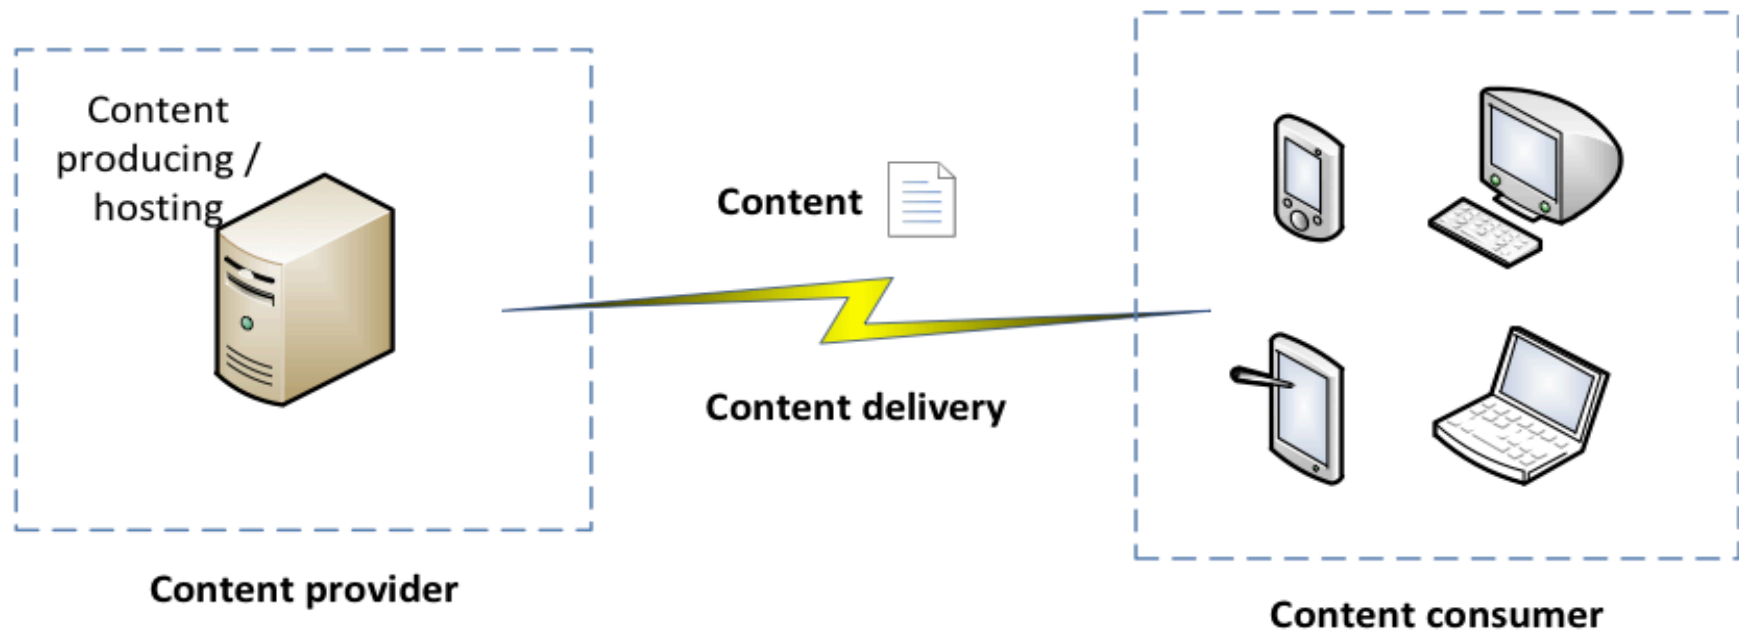 Content
producing /
hosting
Content
Content delivery
Content provider
Content consumer